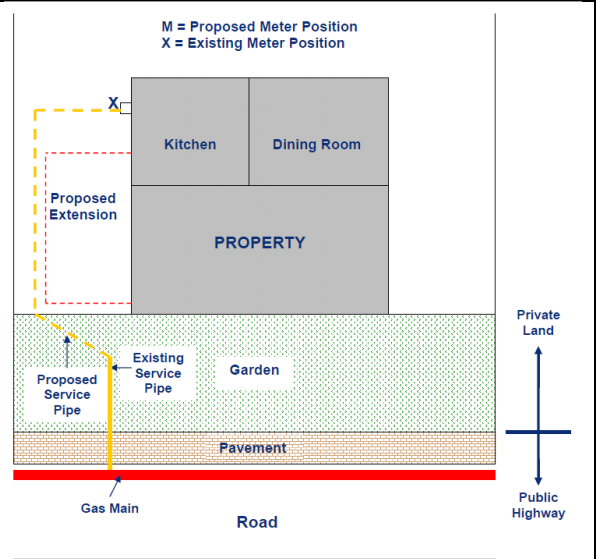 M = Proposed Meter Position
X = Existing Meter Position
X
Kitchen
Dining Room
Proposed
Extension
PROPERTY
Private
Land
Existing
Service
Pipe
Garden
Proposed
Service
Pipe
Pavement
Gas Main
Public
Highway
Road